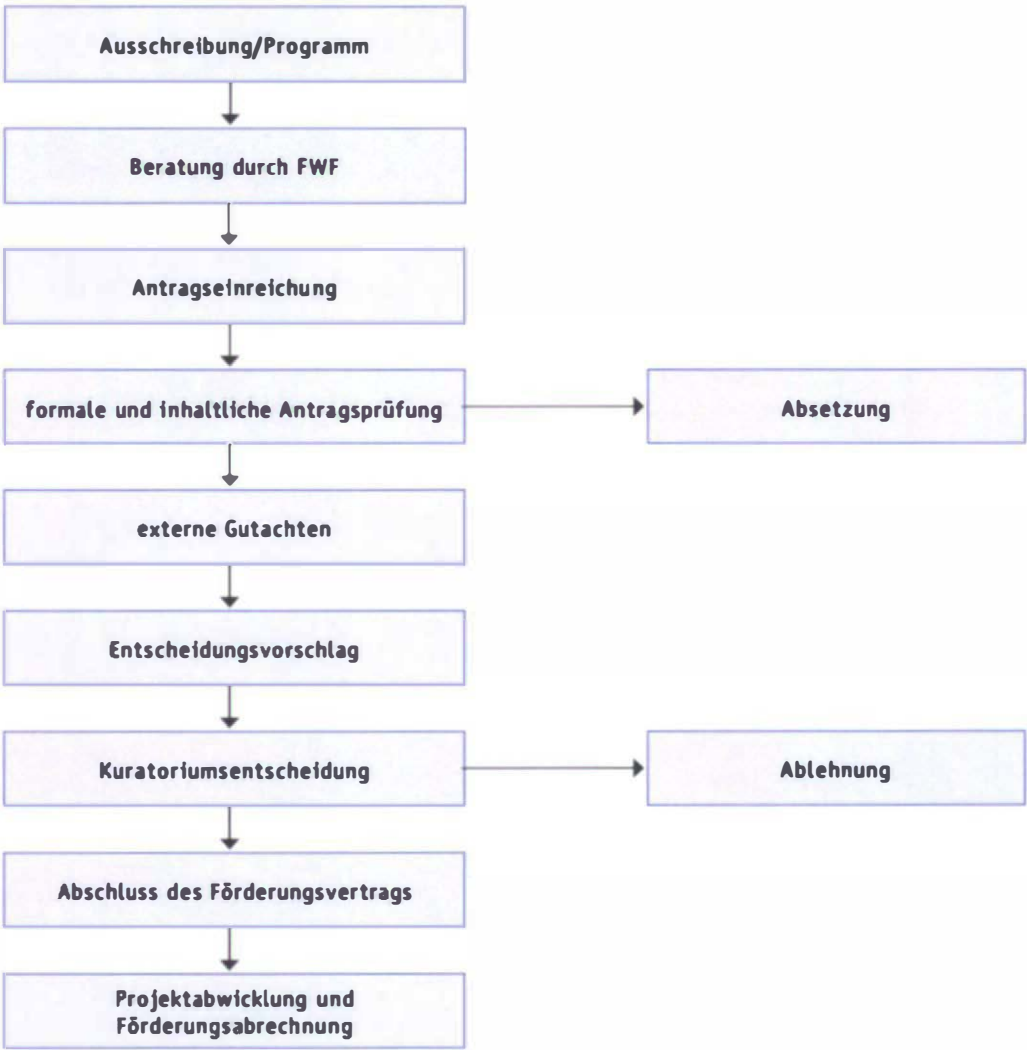 Ausschreibung/Programm
Beratung durch FWF
Antragseinreichung
formale und inhaltliche Antragsprüfung
Absetzung
externe Gutachten
Entscheidungsvorschlag
Kuratoriumsentscheidung
Ablehnung
Abschluss des Förderungsvertrags
Projektabwicklung und
Förderungsabrechnung